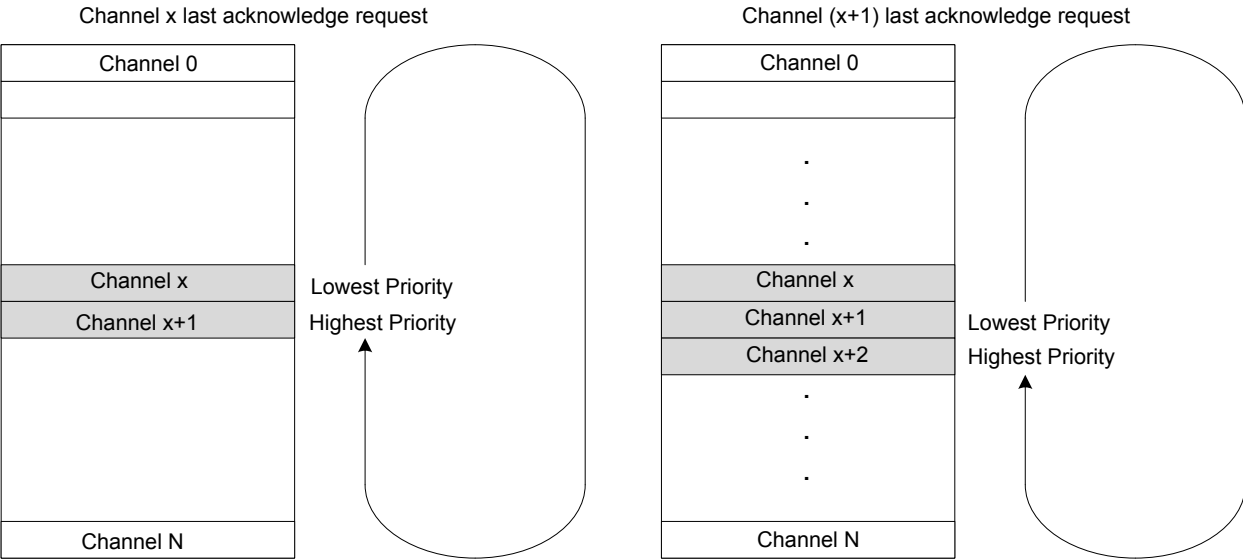 Channel x last acknowledge request
Channel 0
Channel x
Lowest Priority
Channel x+1
Highest Priority
Channel N
Channel (x+1) last acknowledge request
Channel 0
.
.
.
Channel x
Channel x+1
Lowest Priority
Channel x+2
Highest Priority
.
.
.
Channel N